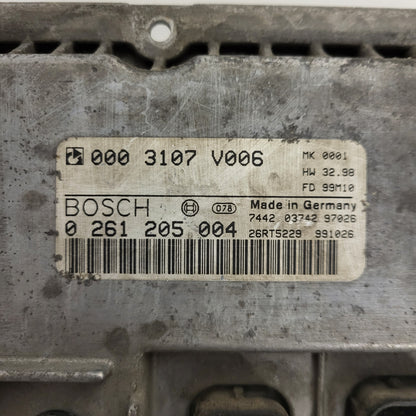 000 3107 V006
MK 0001
HW 32.98
FD 99M10
BOSCH 078 Made in Germany
7442 03742 97026
0 261 205 004 26RT5229 991026